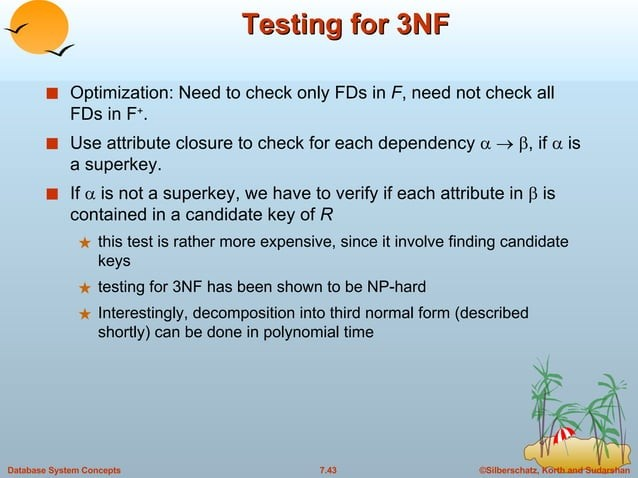 Testing for 3NF
Optimization: Need to check only FDs in F, need not check all
FDs in F+.
Use attribute closure to check for each dependency α → β, if α is
a superkey.
If α is not a superkey, we have to verify if each attribute in β is
contained in a candidate key of R
this test is rather more expensive, since it involve finding candidate
keys
testing for 3NF has been shown to be NP-hard
Interestingly, decomposition into third normal form (described
shortly) can be done in polynomial time
Database System Concepts
7.43
©Silberschatz, Korth and Sudarshan